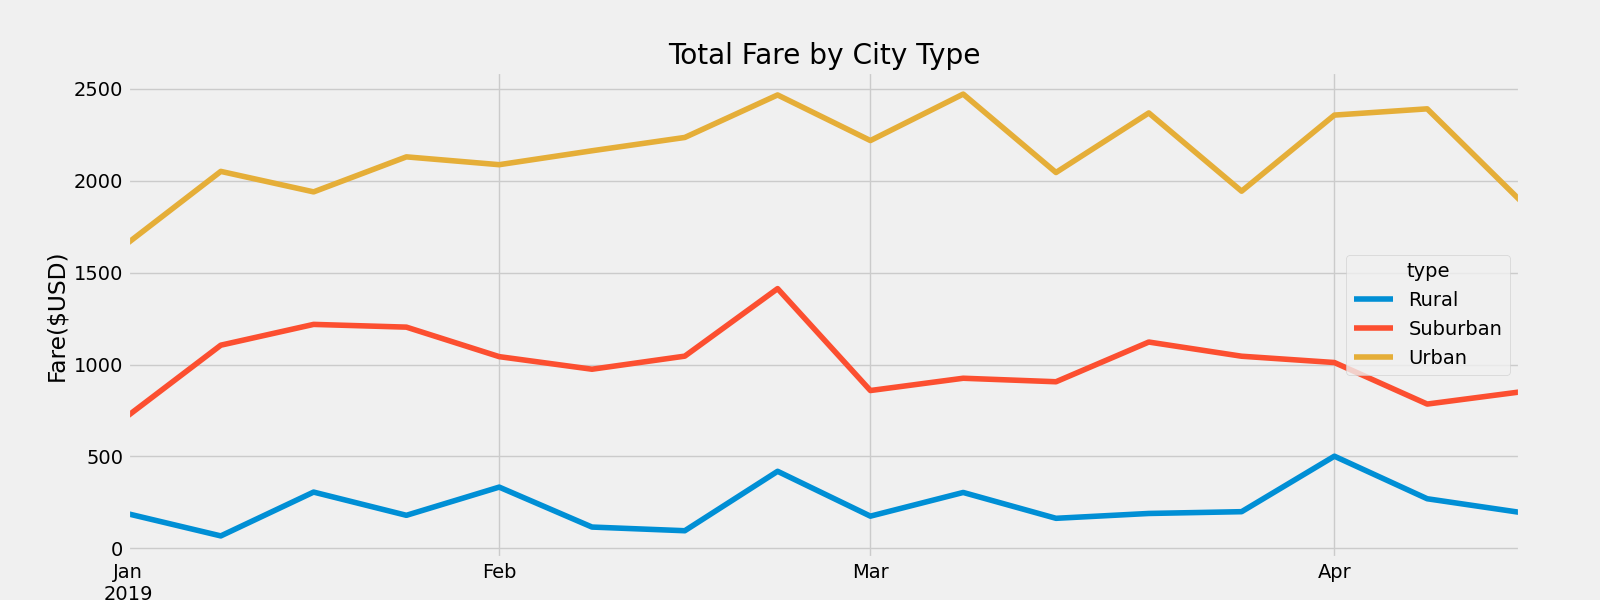 Total Fare by City Type
Fare($USD)
2500
2000
1500
1000
500
0
type
Rural
Suburban
Urban
Jan Feb Mar Apr
2019